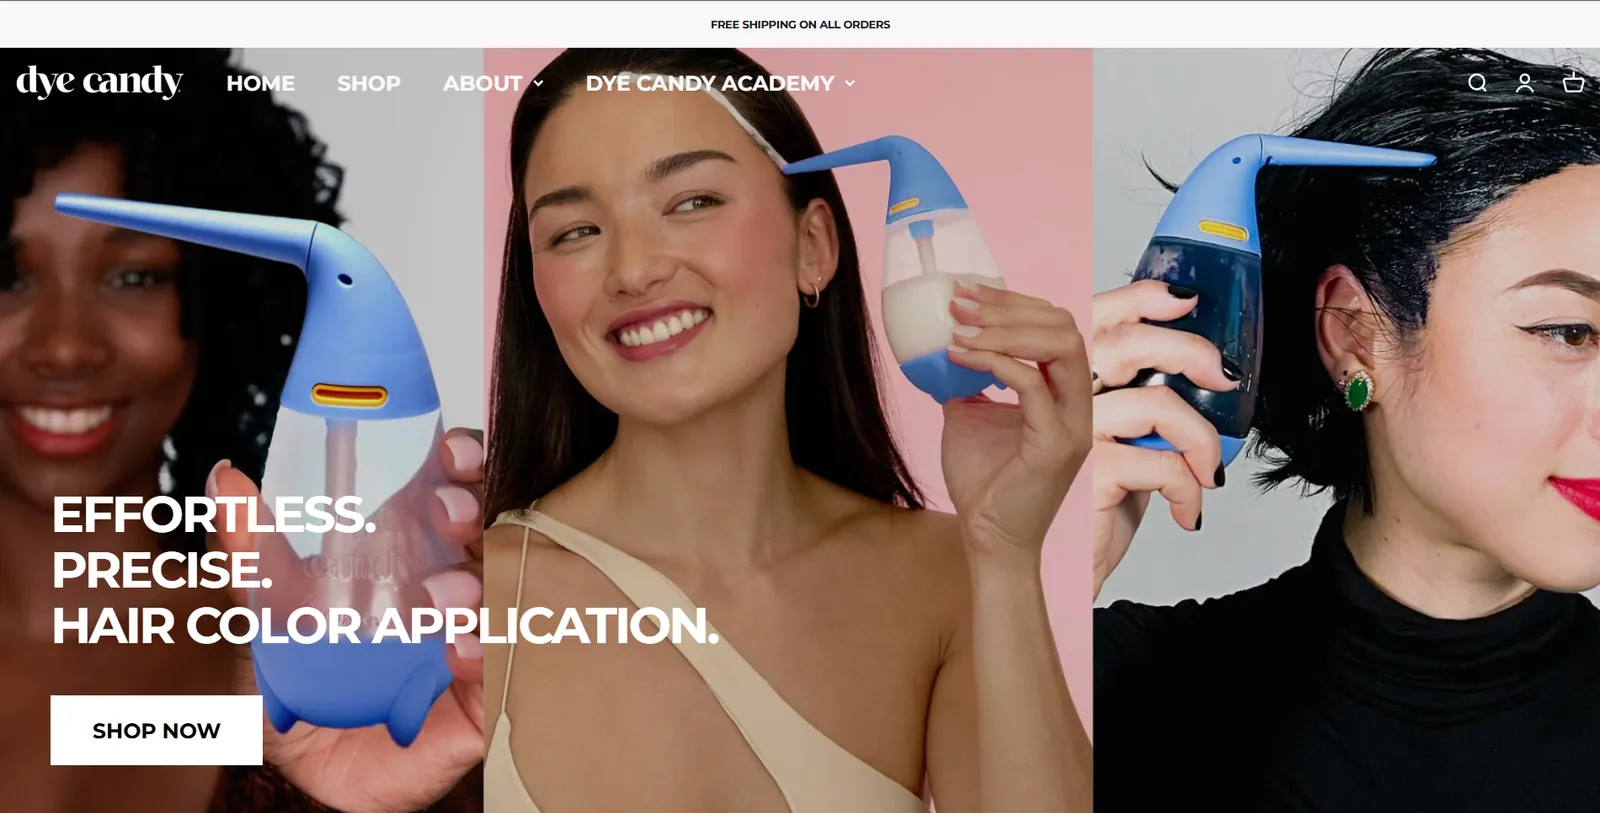 FREE SHIPPING ON ALL ORDERS
dye candy HOME SHOP ABOUT DYE CANDY ACADEMY
EFFORTLESS.
PRECISE.
HAIR COLOR APPLICATION.
SHOP NOW